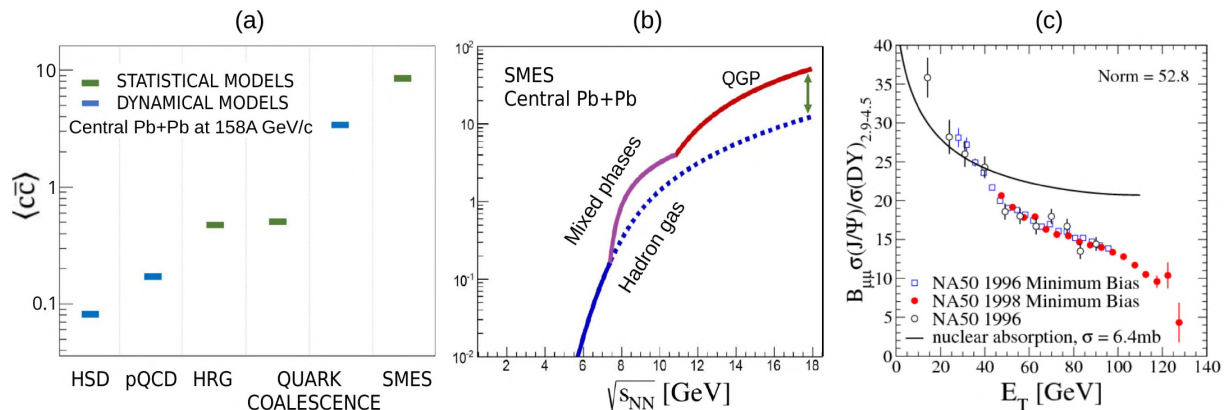 (a)
10
1
0.1
⟨cc̄⟩
STATISTICAL MODELS
DYNAMICAL MODELS
Central Pb+Pb at 158A GeV/c
HSD pQCD HRG QUARK COALESCENCE SMES
(b)
10²
10
1
10⁻¹
10⁻²
SMES
Central Pb+Pb
QGP
Mixed phases
Hadron gas
2 4 6 8 10 12 14 16 18
√sNN [GeV]
(c)
40
35
30
25
20
15
10
5
0
Bμμσ(J/Ψ)/σ(DY)2.9-4.5
Norm = 52.8
NA50 1996 Minimum Bias
NA50 1998 Minimum Bias
NA50 1996
nuclear absorption, σ = 6.4mb
0 20 40 60 80 100 120 140
ET [GeV]